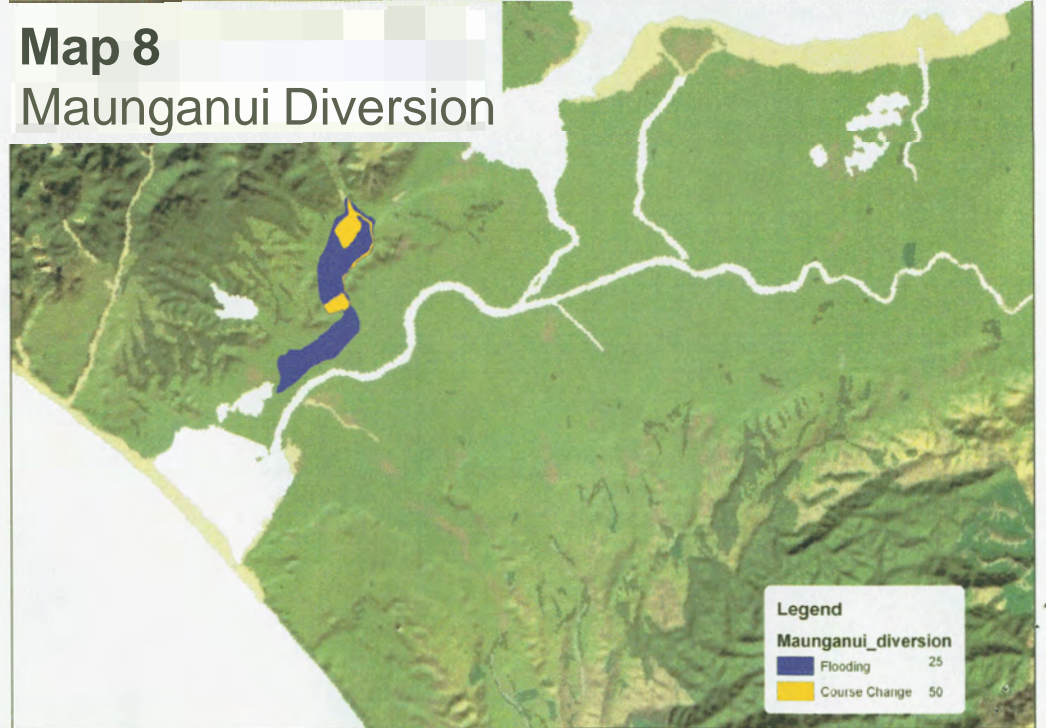 Map 8
Maunganui Diversion
Legend
Maunganui_diversion
Flooding 25
Course Change 50